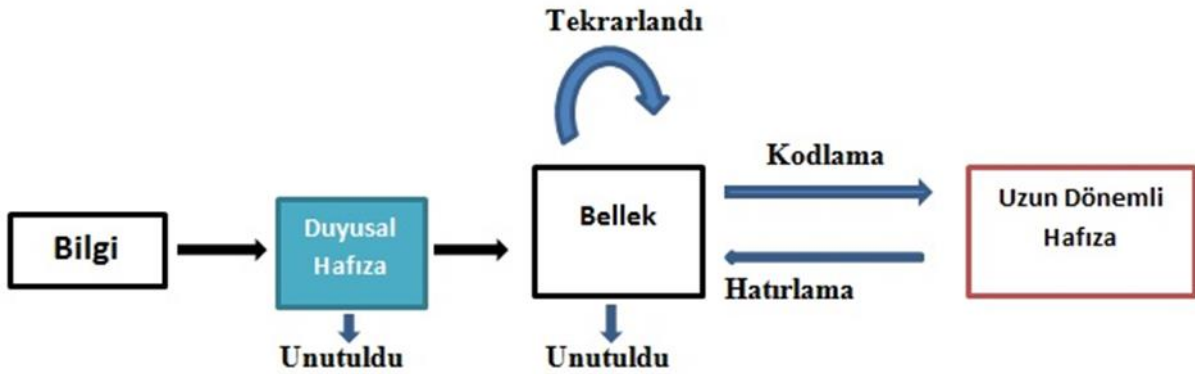 Tekrarlandı
Kodlama
Bilgi
Duyusal
Hafıza
Bellek
Uzun Dönemli
Hafıza
Hatırlama
Unutuldu
Unutuldu